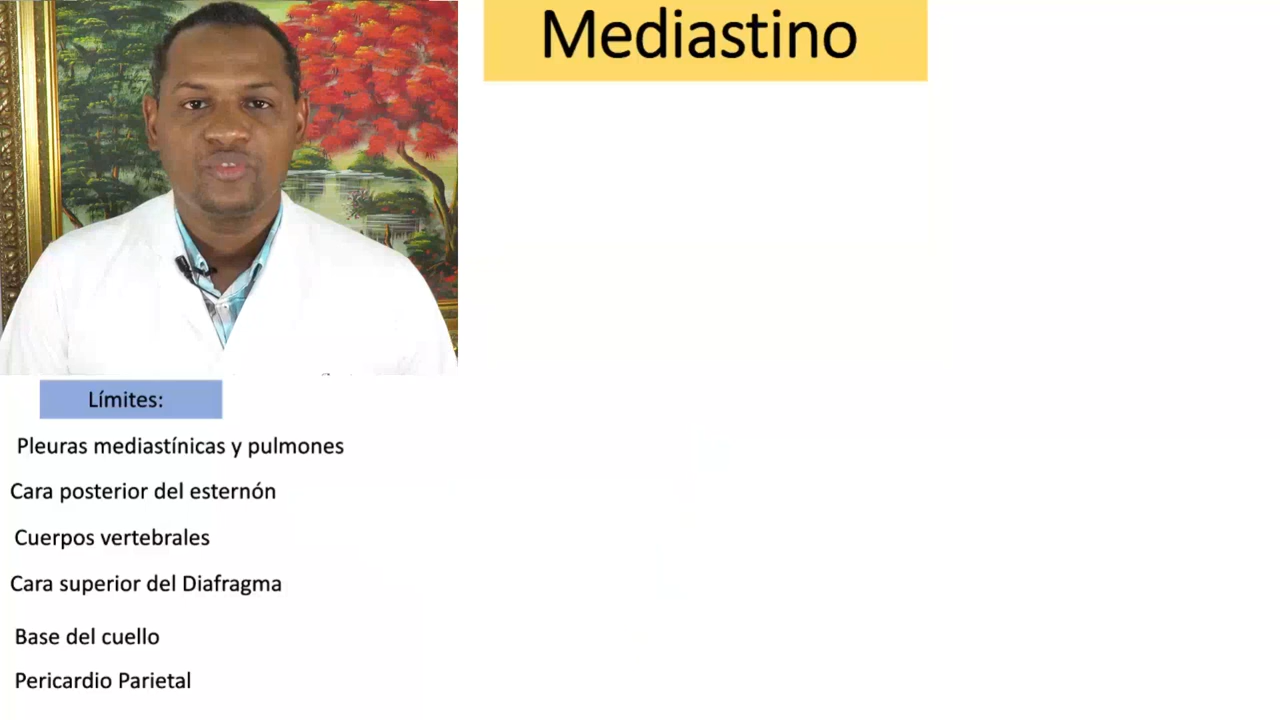 Mediastino
Límites:
Pleuras mediastínicas y pulmones
Cara posterior del esternón
Cuerpos vertebrales
Cara superior del Diafragma
Base del cuello
Pericardio Parietal